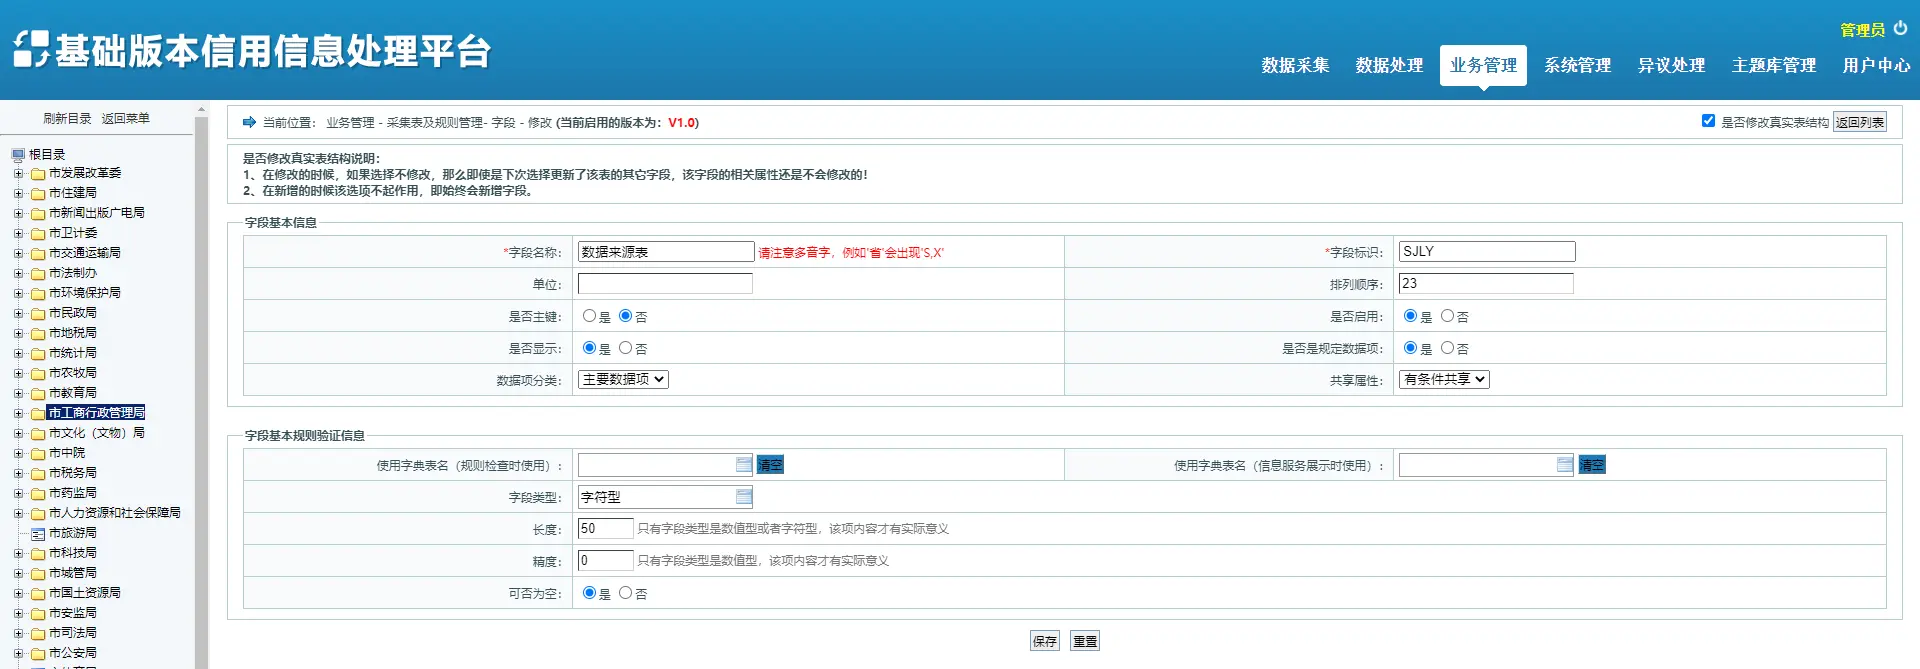 基础版本信用信息处理平台
管理员
数据采集 数据处理 业务管理 系统管理 异议处理 主题库管理 用户中心
刷新目录 返回菜单
根目录
市发展改革委
市住建局
市新闻出版广电局
市卫计委
市交通运输局
市法制办
市环境保护局
市民政局
市地税局
市统计局
市农牧局
市教育局
市工商行政管理局
市文化（文物）局
市中院
市税务局
市药监局
市人力资源和社会保障局
市旅游局
市科技局
市城管局
市国土资源局
市安监局
市司法局
市公安局
当前位置： 业务管理 - 采集表及规则管理- 字段 - 修改 (当前启用的版本为：V1.0)
是否修改真实表结构 返回列表
是否修改真实表结构说明：
1、在修改的时候，如果选择不修改，那么即使是下次选择更新了该表的其它字段，该字段的相关属性还是不会修改的！
2、在新增的时候该选项不起作用，即始终会新增字段。
字段基本信息
*字段名称： 数据来源表 请注意多音字，例如'省'会出现'S,X' *字段标识： SJLY
单位： 排列顺序： 23
是否主键： 是 否 是否启用： 是 否
是否显示： 是 否 是否是规定数据项： 是 否
数据项分类： 主要数据项 共享属性： 有条件共享
字段基本规则验证信息
使用字典表名（规则检查时使用）： 清空 使用字典表名（信息服务展示时使用）： 清空
字段类型： 字符型
长度： 50 只有字段类型是数值型或者字符型，该项内容才有实际意义
精度： 0 只有字段类型是数值型，该项内容才有实际意义
可否为空： 是 否
保存 重置